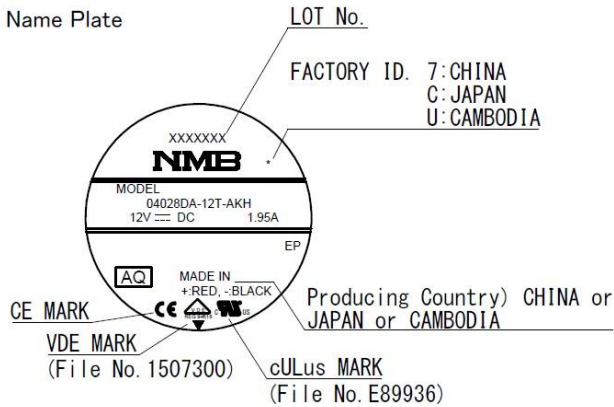 Name Plate
LOT No.
FACTORY ID. 7:CHINA
C:JAPAN
U:CAMBODIA
XXXXXXX
NMB
*
MODEL
04028DA-12T-AKH
12V DC 1.95A
EP
AQ
MADE IN
+:RED, -:BLACK
CE
c US
CE MARK
VDE MARK
(File No.1507300)
cULus MARK
(File No.E89936)
Producing Country) CHINA or
JAPAN or CAMBODIA